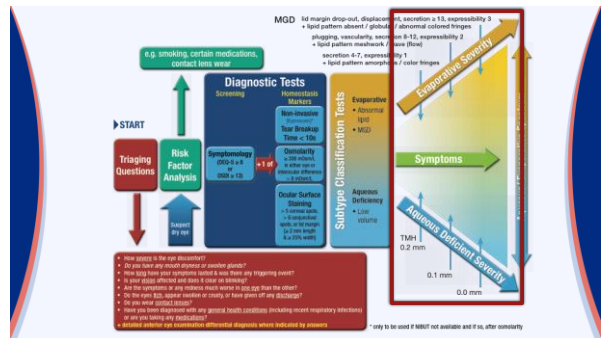 MGD lid margin drop-out, displacement, secretion ≥ 13, expressibility 3
+ lipid pattern absent / globular / abnormal colored fringes
plugging, vascularity, secretion 8-12, expressibility 2
+ lipid pattern meshwork / wave (flow)
secretion 4-7, expressibility 1
+ lipid pattern amorphous / color fringes
e.g. smoking, certain medications,
contact lens wear
START
Triaging
Questions
Risk
Factor
Analysis
Suspect
dry eye
Diagnostic Tests
Screening
Homeostasis
Markers
Symptomology
(DEQ-5 ≥ 6
or
OSDI ≥ 13)
+1 of
Non-invasive
Tear Breakup
Time < 10s
Osmolarity
≥ 308 mOsm/L
in either eye or
interocular difference
> 8 mOsm/L
Ocular Surface
Staining
> 5 corneal spots,
> 9 conjunctival
spots, or lid margin
(≥ 2 mm length
& ≥ 25% width)
Subtype Classification Tests
Evaporative
• Abnormal
lipid
• MGD
Aqueous
Deficiency
• Low
volume
Evaporative Severity
Symptoms
Aqueous Deficient Severity
TMH
0.2 mm
0.1 mm
0.0 mm
• How severe is the eye discomfort?
• Do you have any mouth dryness or swollen glands?
• How long have your symptoms lasted & was there any triggering event?
• Is your vision affected and does it clear on blinking?
• Are the symptoms or any redness much worse in one eye than the other?
• Do the eyes itch, appear swollen or crusty, or have given off any discharge?
• Do you wear contact lenses?
• Have you been diagnosed with any general health conditions (including recent respiratory infections)
or are you taking any medications?
+ detailed anterior eye examination differential diagnosis where indicated by answers
* only to be used if NIBUT not available and if so, after osmolarity